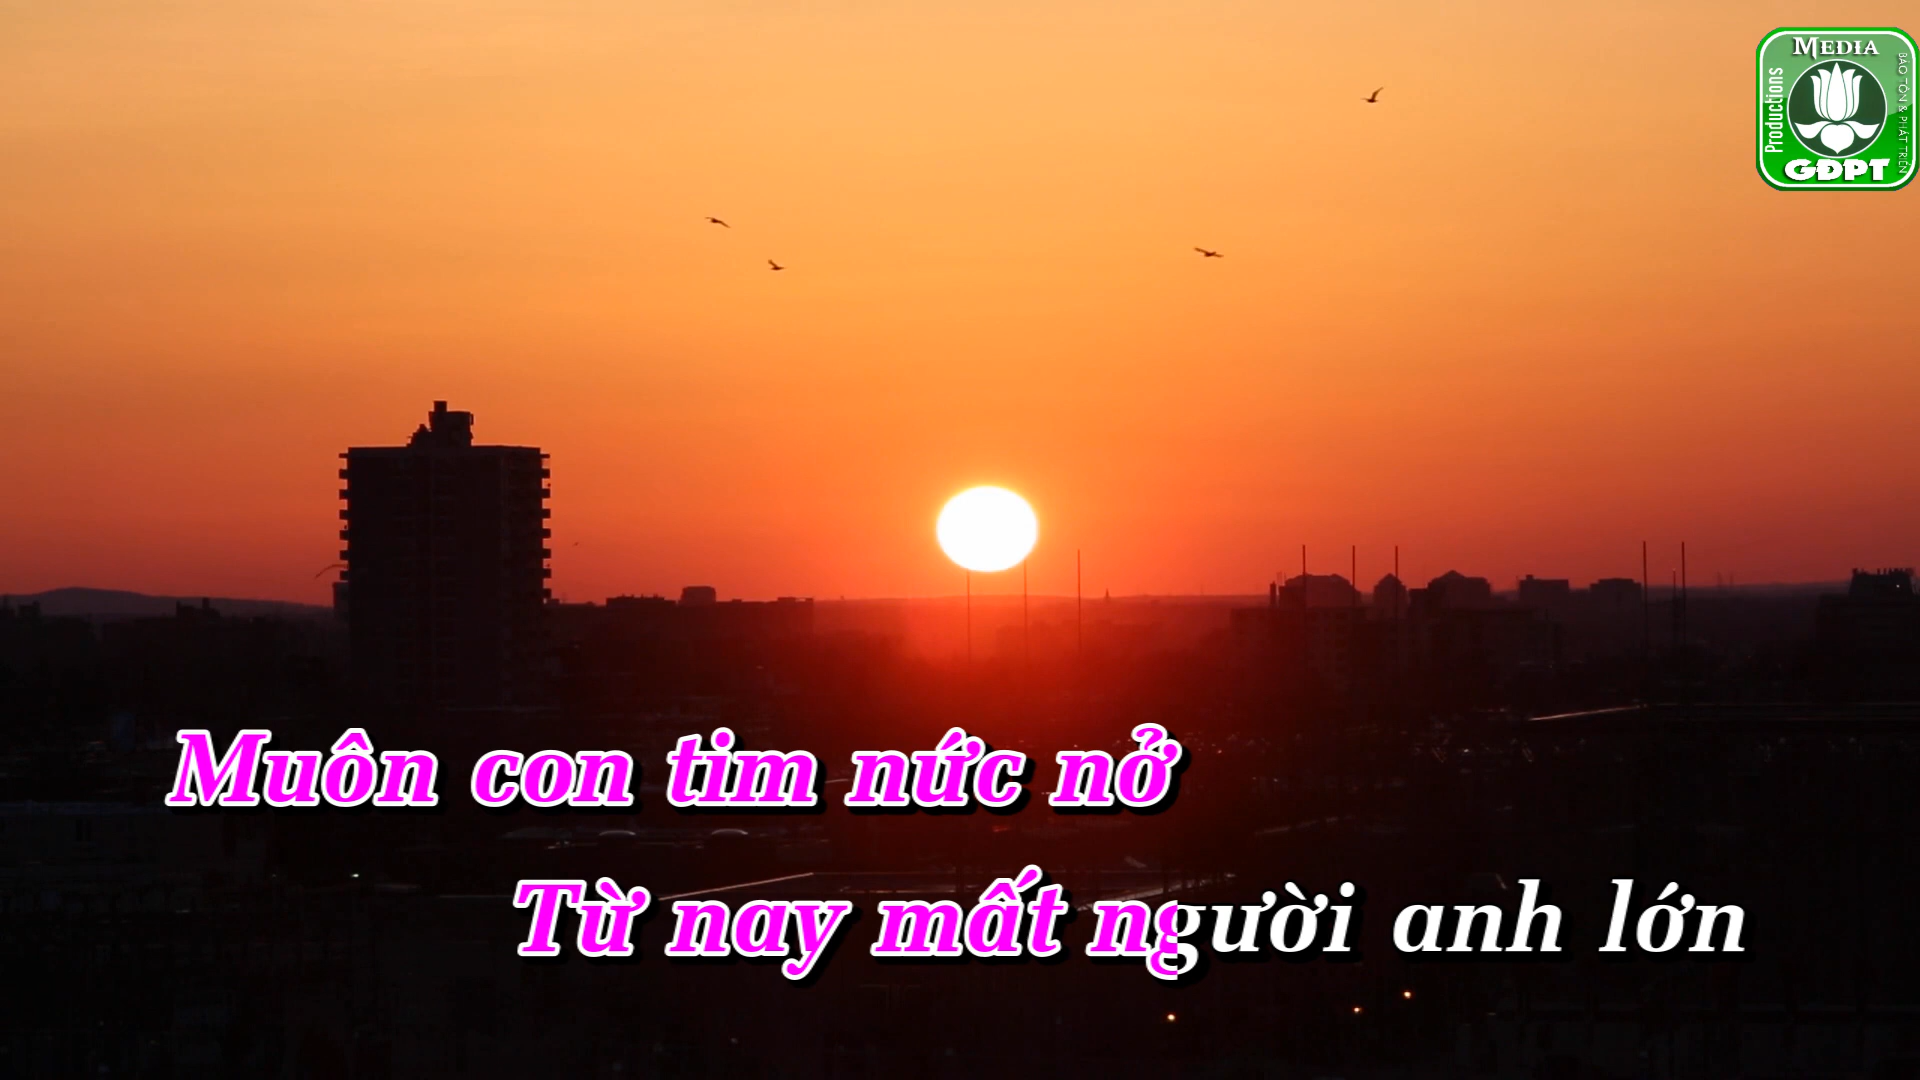 MEDIA
Productions
BẢO TỒN & PHÁT TRIỂN
GĐPT
Muôn con tim nức nở
Từ nay mất người anh lớn